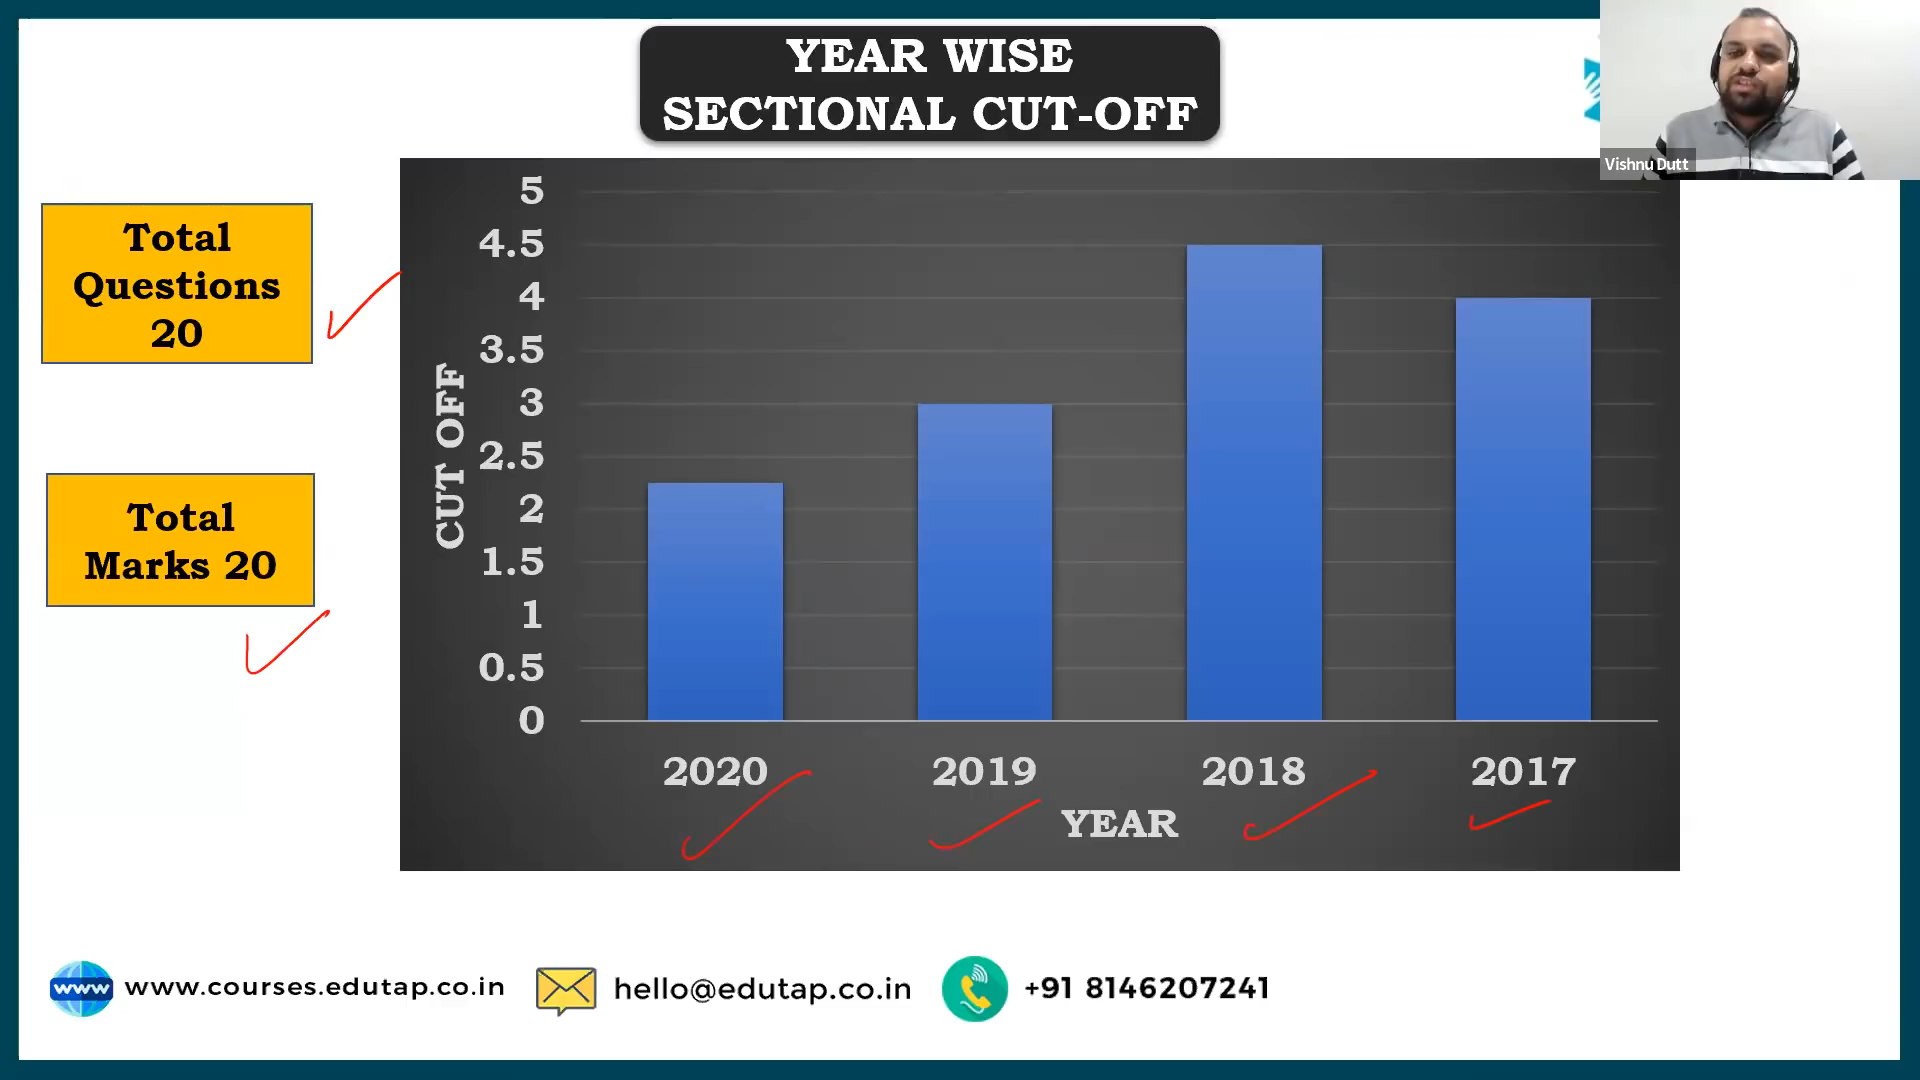 YEAR WISE
SECTIONAL CUT-OFF
Vishnu Dutt
Total
Questions
20
Total
Marks 20
CUT OFF
5
4.5
4
3.5
3
2.5
2
1.5
1
0.5
0
2020
2019
2018
2017
YEAR
www
www.courses.edutap.co.in
hello@edutap.co.in
+91 8146207241